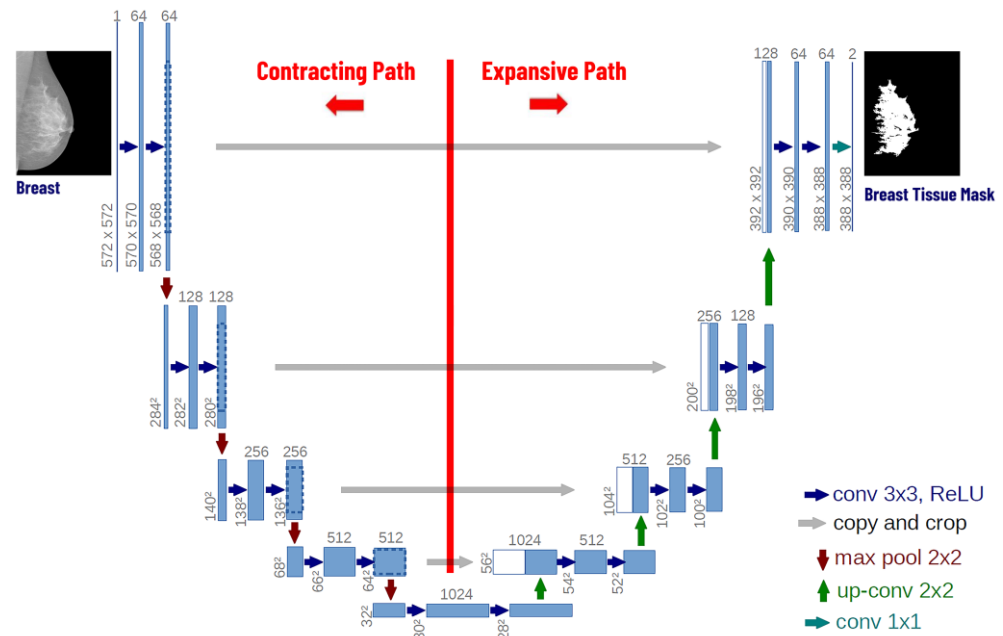 1 64 64
128 64 64 2
Contracting Path
Expansive Path
Breast
572 x 572
570 x 570
568 x 568
392 x 392
390 x 390
388 x 388
388 x 388
Breast Tissue Mask
128 128
256 128
284²
282²
280²
200²
198²
196²
256 256
512 256
140²
138²
136²
104²
102²
100²
conv 3x3, ReLU
copy and crop
max pool 2x2
up-conv 2x2
conv 1x1
512 512
1024 512
68²
66²
64²
56²
54²
52²
1024
32²
30²
28²